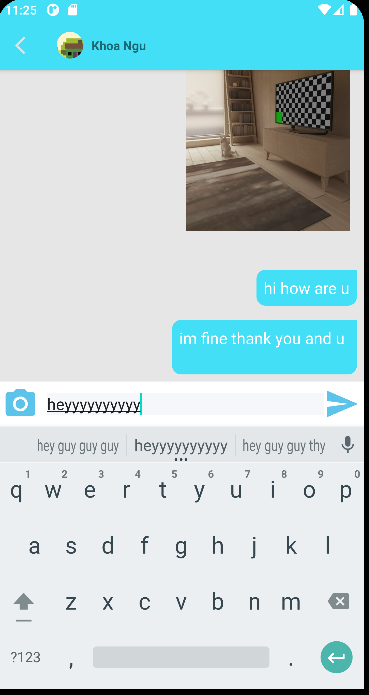 11:25
Khoa Ngu
hi how are u
im fine thank you and u
heyyyyyyyyyy
hey guy guy guy heyyyyyyyyyy hey guy guy thy
1 2 3 4 5 6 7 8 9 0
q w e r t y u i o p
a s d f g h j k l
z x c v b n m
?123 , .